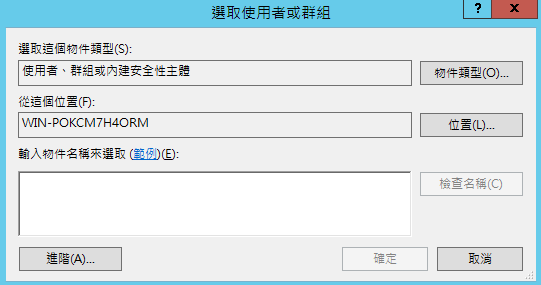 選取使用者或群組
? X
選取這個物件類型(S):
使用者、群組或內建安全性主體
物件類型(O)...
從這個位置(F):
WIN-POKCM7H4ORM
位置(L)...
輸入物件名稱來選取 (範例)(E):
檢查名稱(C)
進階(A)...
確定
取消